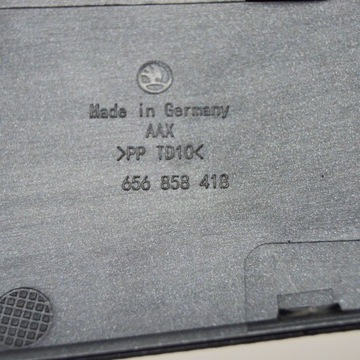 Made in Germany
AAX
>PP TD10<
656 858 418